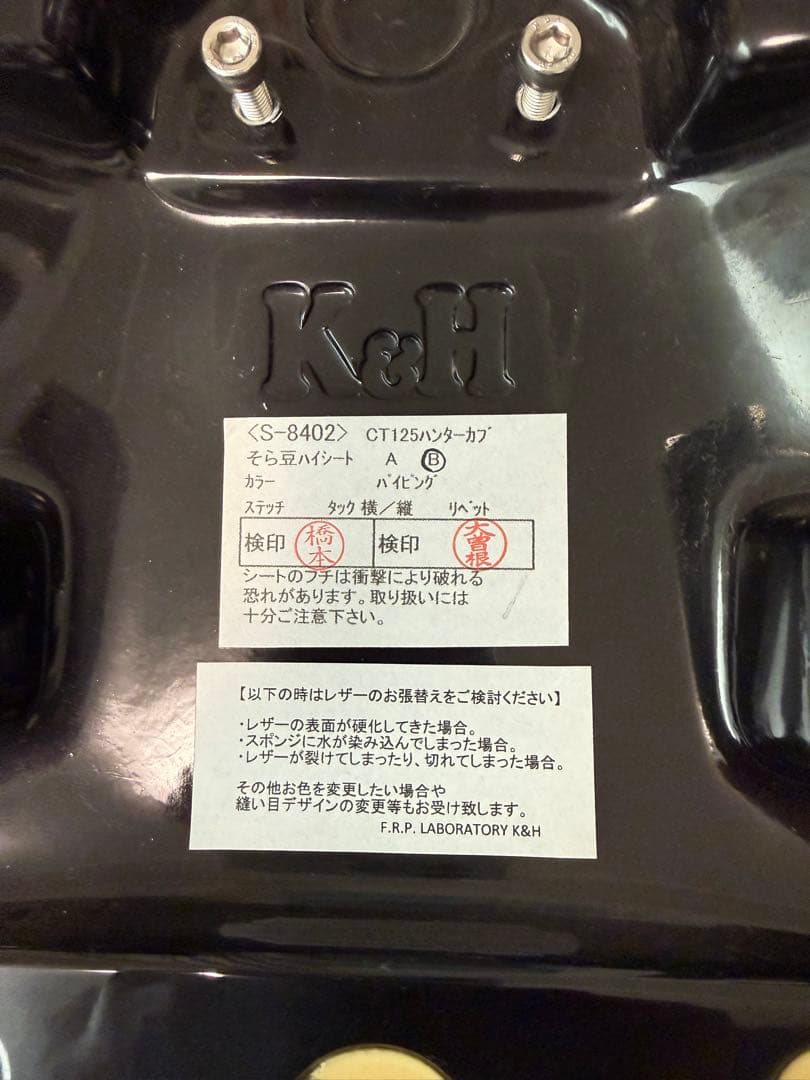 K&H
〈S-8402〉 CT125ﾊﾝﾀｰｶﾌﾞ
そら豆ハイシート A Ⓑ
ｶﾗｰ ﾊﾟｲﾋﾟﾝｸﾞ
ｽﾃｯﾁ ﾀｯｸ 横／縦 ﾘﾍﾞｯﾄ
検印 橋本 検印 大曽根
シートのフチは衝撃により破れる
恐れがあります。取り扱いには
十分ご注意下さい。
【以下の時はレザーのお張替えをご検討ください】
・レザーの表面が硬化してきた場合。
・スポンジに水が染み込んでしまった場合。
・レザーが裂けてしまったり、切れてしまった場合。
その他お色を変更したい場合や
縫い目デザインの変更等もお受け致します。
F.R.P. LABORATORY K&H